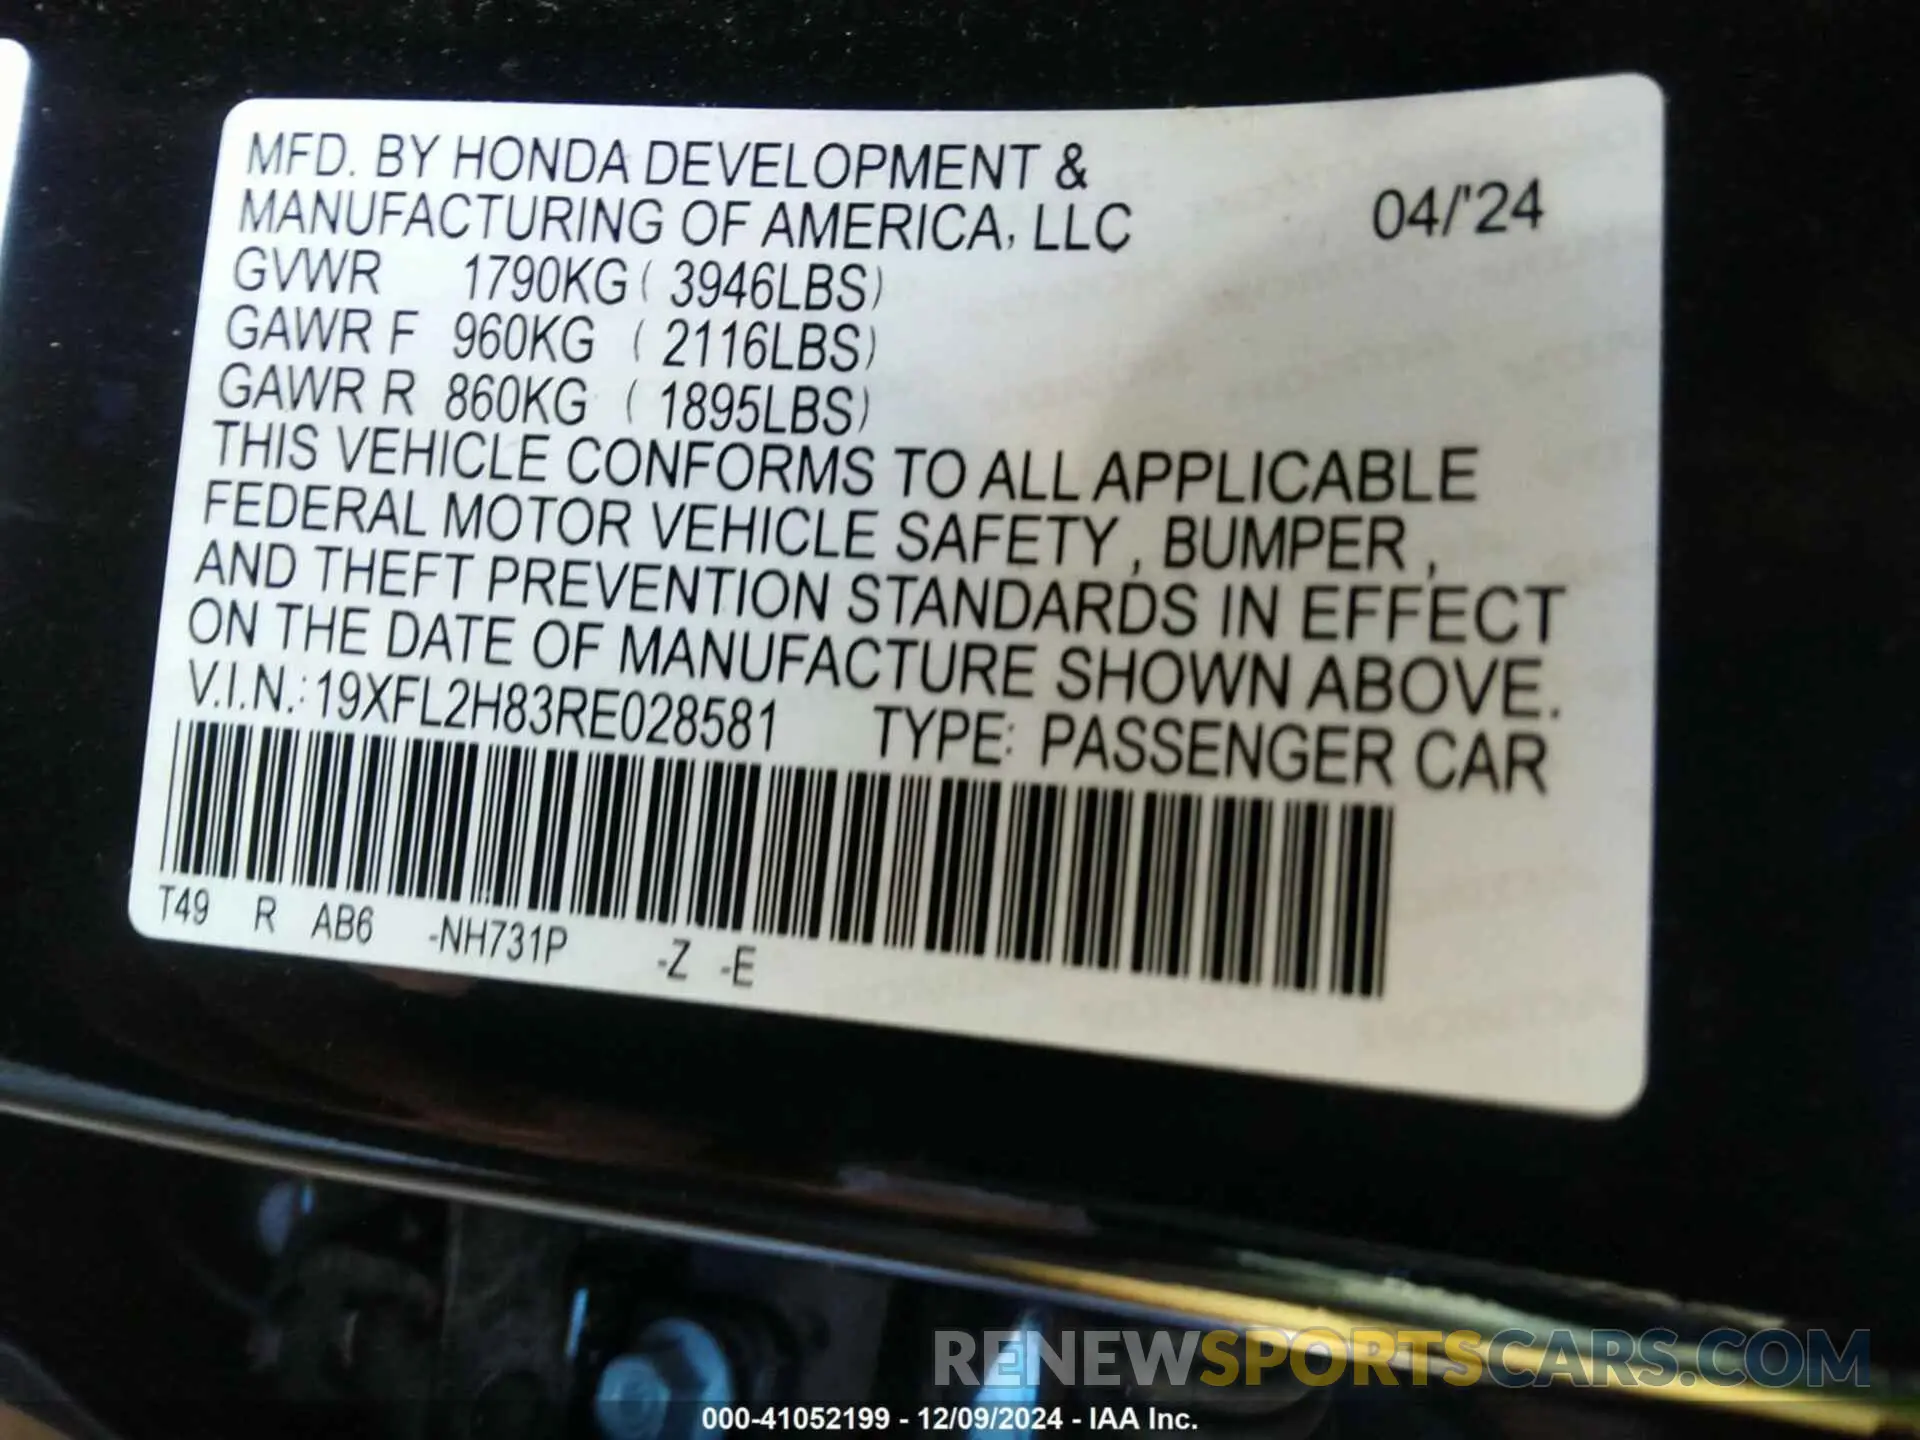 MFD. BY HONDA DEVELOPMENT &
MANUFACTURING OF AMERICA, LLC 04/'24
GVWR 1790KG ( 3946LBS)
GAWR F 960KG ( 2116LBS)
GAWR R 860KG ( 1895LBS)
THIS VEHICLE CONFORMS TO ALL APPLICABLE
FEDERAL MOTOR VEHICLE SAFETY , BUMPER ,
AND THEFT PREVENTION STANDARDS IN EFFECT
ON THE DATE OF MANUFACTURE SHOWN ABOVE.
V.I.N.: 19XFL2H83RE028581 TYPE: PASSENGER CAR
T49 R AB6 -NH731P -Z -E
RENEWSPORTSCARS.COM
000-41052199 - 12/09/2024 - IAA Inc.